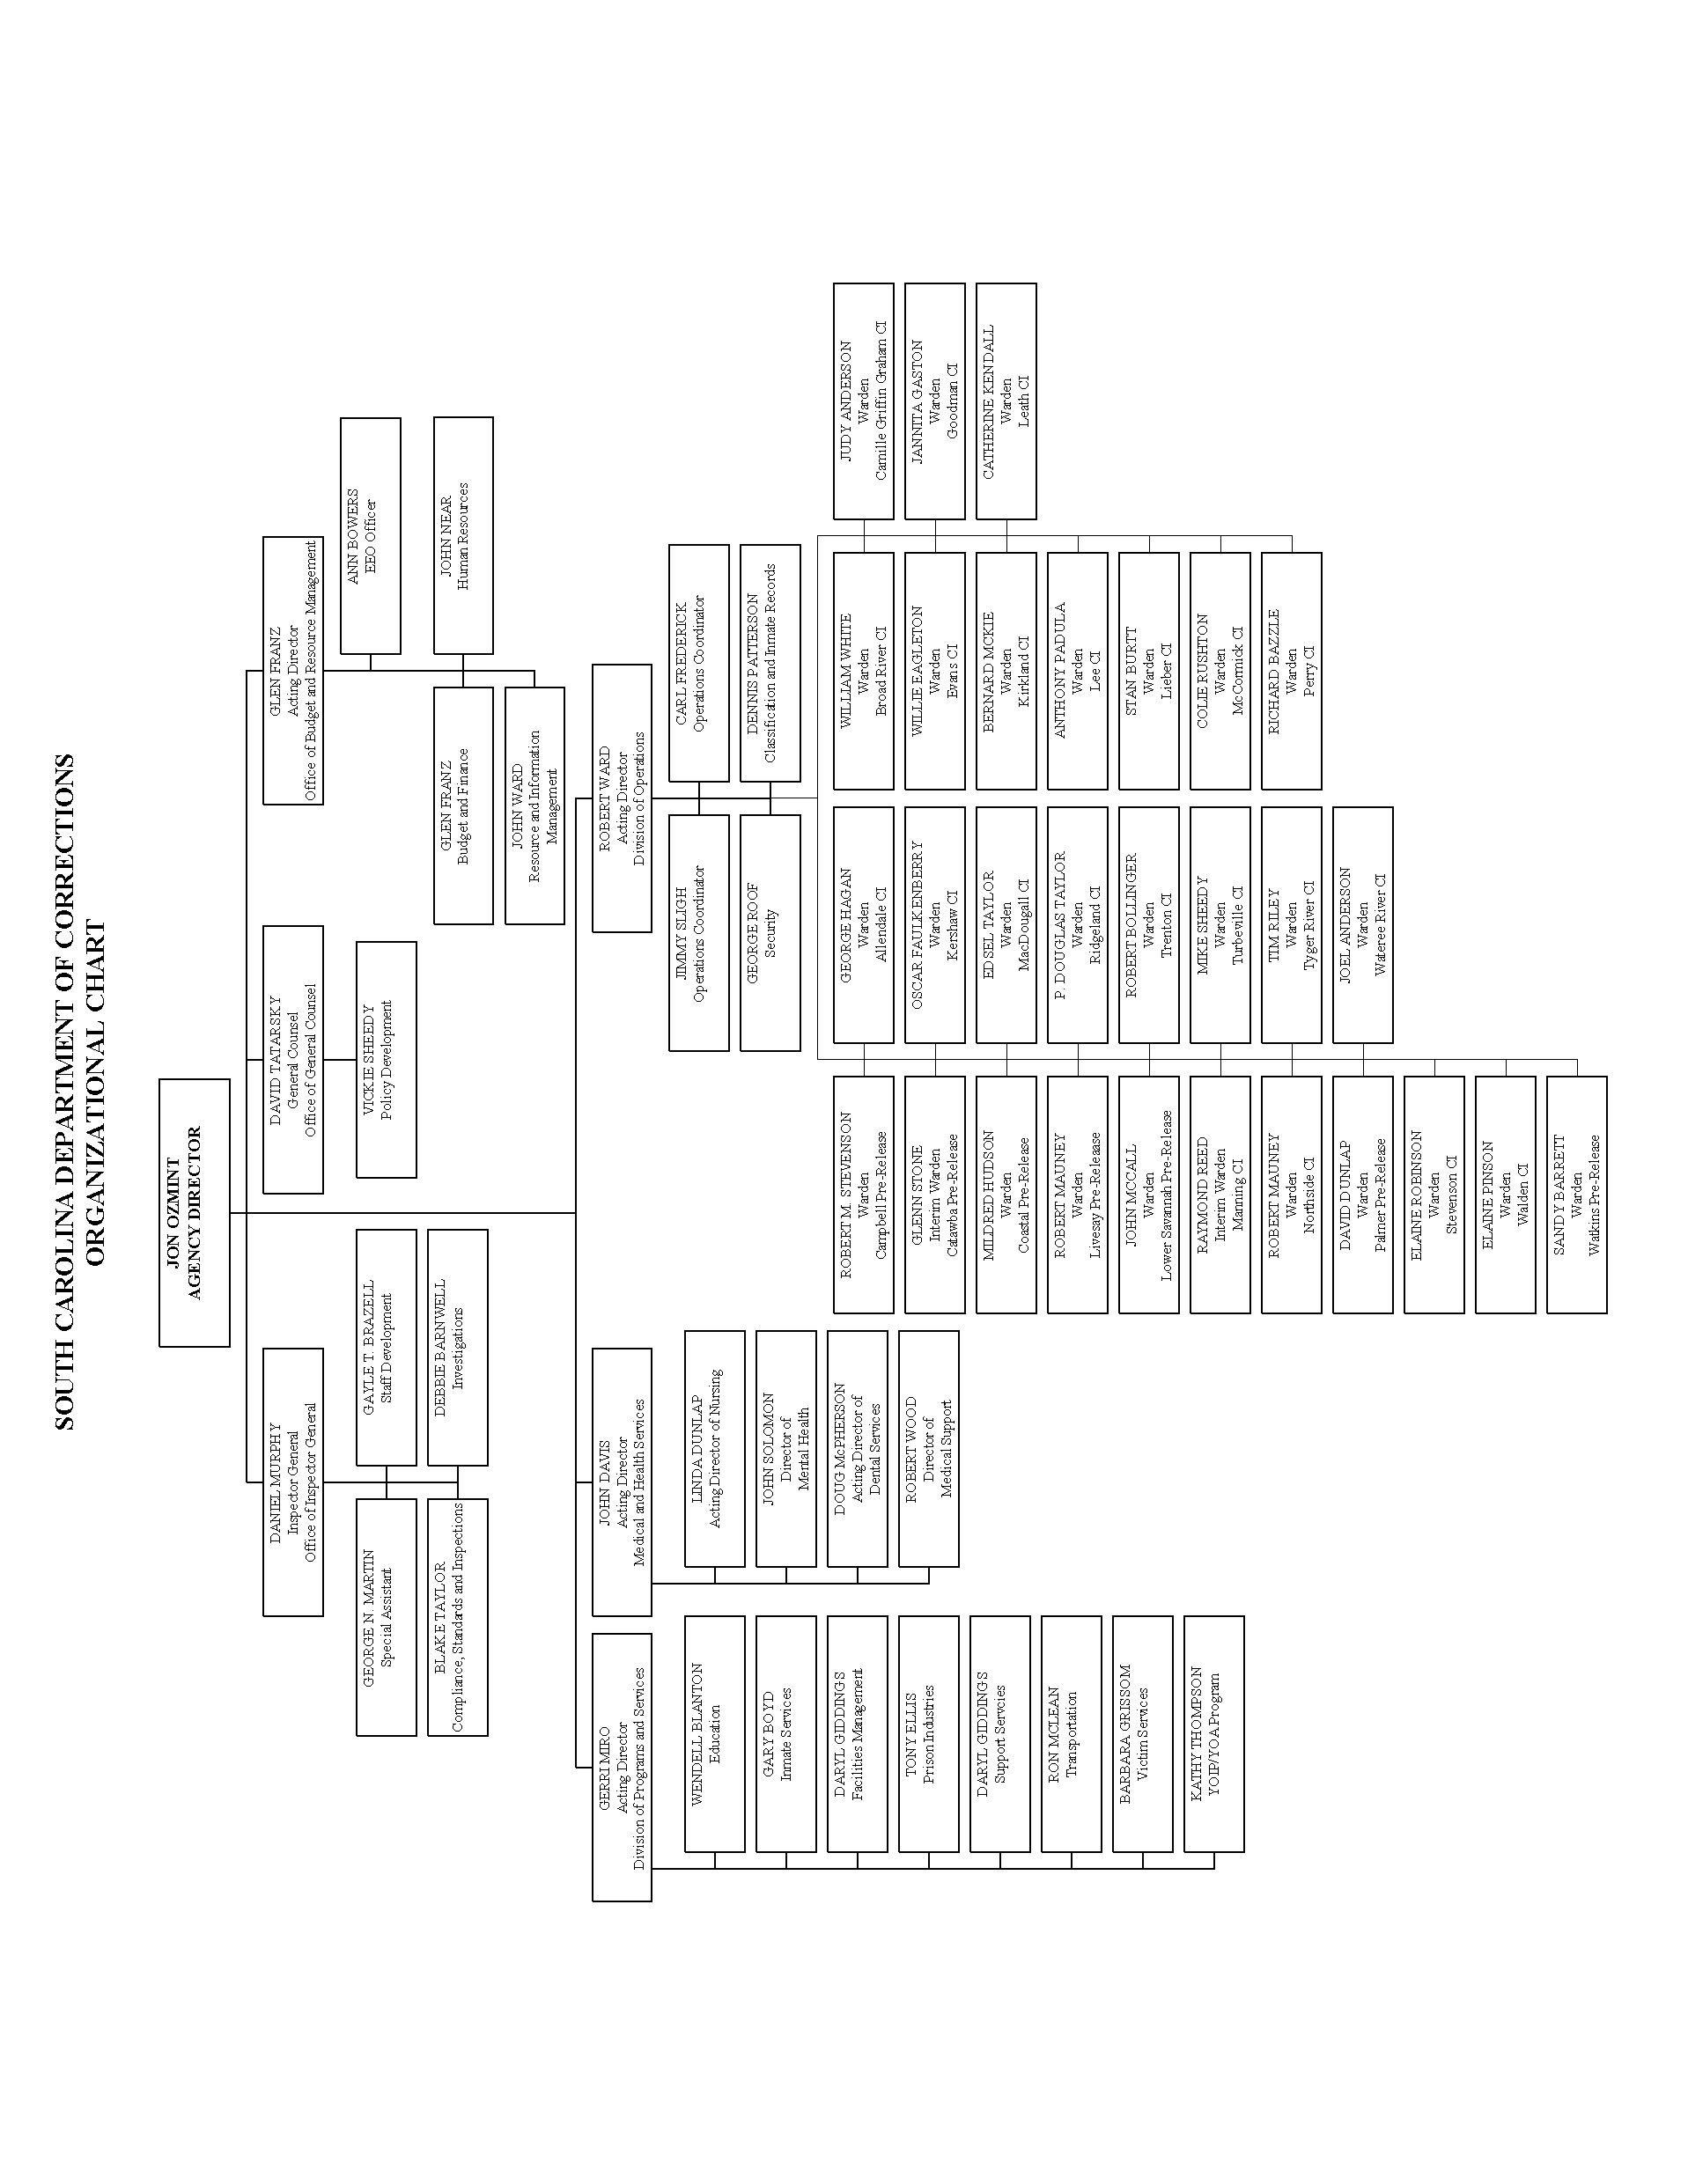 SOUTH CAROLINA DEPARTMENT OF CORRECTIONS
ORGANIZATIONAL CHART
JON OZMINT
AGENCY DIRECTOR
DANIEL MURPHY
Inspector General
Office of Inspector General
DAVID TATARSKY
General Counsel
Office of General Counsel
GLEN FRANZ
Acting Director
Office of Budget and Resource Management
GEORGE N. MARTIN
Special Assistant
GAYLE T. BRAZELL
Staff Development
BLAKE TAYLOR
Compliance, Standards and Inspections
DEBBIE BARNWELL
Investigations
VICKIE SHEEDY
Policy Development
ANN BOWERS
EEO Officer
GLEN FRANZ
Budget and Finance
JOHN NEAR
Human Resources
JOHN WARD
Resource and Information
Management
GERRI MIRO
Acting Director
Division of Programs and Services
JOHN DAVIS
Acting Director
Medical and Health Services
ROBERT WARD
Acting Director
Division of Operations
WENDELL BLANTON
Education
GARY BOYD
Inmate Services
DARYL GIDDINGS
Facilities Management
TONY ELLIS
Prison Industries
DARYL GIDDINGS
Support Servcies
RON MCLEAN
Transportation
BARBARA GRISSOM
Victim Services
KATHY THOMPSON
YOIP/YOA Program
LINDA DUNLAP
Acting Director of Nursing
JOHN SOLOMON
Director of
Mental Health
DOUG McPHERSON
Acting Director of
Dental Services
ROBERT WOOD
Director of
Medical Support
JIMMY SLIGH
Operations Coordinator
CARL FREDERICK
Operations Coordinator
GEORGE ROOF
Security
DENNIS PATTERSON
Classification and Inmate Records
ROBERT M. STEVENSON
Warden
Campbell Pre-Release
GLENN STONE
Interim Warden
Catawba Pre-Release
MILDRED HUDSON
Warden
Coastal Pre-Release
ROBERT MAUNEY
Warden
Livesay Pre-Releaase
JOHN MCCALL
Warden
Lower Savannah Pre-Release
RAYMOND REED
Interim Warden
Manning CI
ROBERT MAUNEY
Warden
Northside CI
DAVID DUNLAP
Warden
Palmer Pre-Release
ELAINE ROBINSON
Warden
Stevenson CI
ELAINE PINSON
Warden
Walden CI
SANDY BARRETT
Warden
Watkins Pre-Release
GEORGE HAGAN
Warden
Allendale CI
OSCAR FAULKENBERRY
Warden
Kershaw CI
EDSEL TAYLOR
Warden
MacDougall CI
P. DOUGLAS TAYLOR
Warden
Ridgeland CI
ROBERT BOLLINGER
Warden
Trenton CI
MIKE SHEEDY
Warden
Turbeville CI
TIM RILEY
Warden
Tyger River CI
JOEL ANDERSON
Warden
Wateree River CI
WILLIAM WHITE
Warden
Broad River CI
WILLIE EAGLETON
Warden
Evans CI
BERNARD MCKIE
Warden
Kirkland CI
ANTHONY PADULA
Warden
Lee CI
STAN BURTT
Warden
Lieber CI
COLIE RUSHTON
Warden
McCormick CI
RICHARD BAZZLE
Warden
Perry CI
JUDY ANDERSON
Warden
Camille Griffin Graham CI
JANNITA GASTON
Warden
Goodman CI
CATHERINE KENDALL
Warden
Leath CI